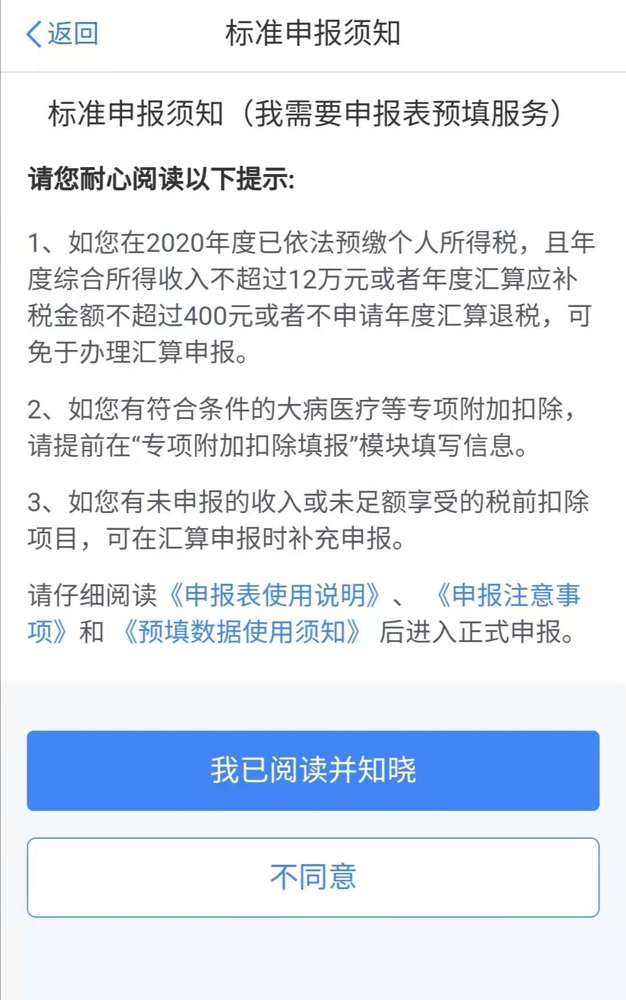 返回
标准申报须知
标准申报须知（我需要申报表预填服务）
请您耐心阅读以下提示:
1、如您在2020年度已依法预缴个人所得税，且年
度综合所得收入不超过12万元或者年度汇算应补
税金额不超过400元或者不申请年度汇算退税，可
免于办理汇算申报。
2、如您有符合条件的大病医疗等专项附加扣除，
请提前在“专项附加扣除填报”模块填写信息。
3、如您有未申报的收入或未足额享受的税前扣除
项目，可在汇算申报时补充申报。
请仔细阅读《申报表使用说明》、《申报注意事
项》和《预填数据使用须知》后进入正式申报。
我已阅读并知晓
不同意